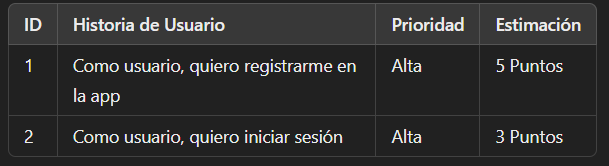 ID Historia de Usuario Prioridad Estimación
1 Como usuario, quiero registrarme en la app Alta 5 Puntos
2 Como usuario, quiero iniciar sesión Alta 3 Puntos